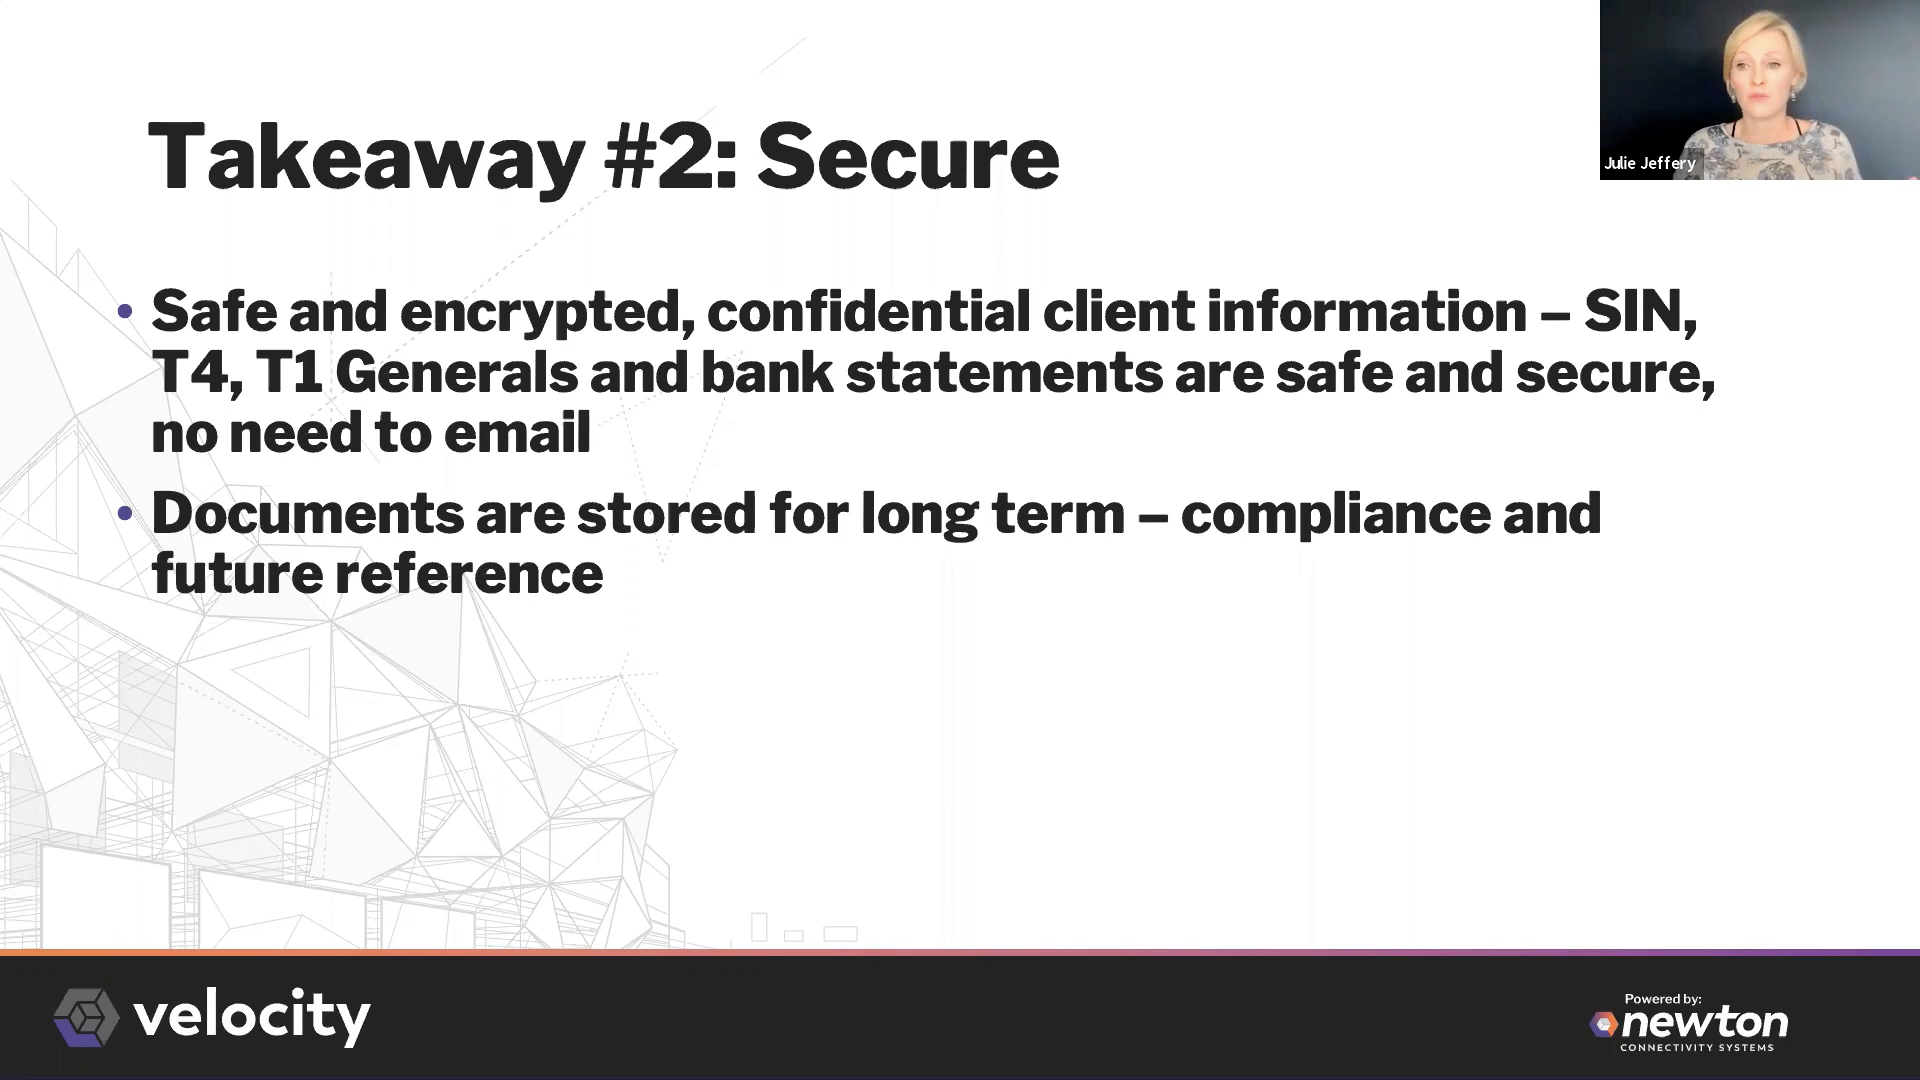 Takeaway #2: Secure
Julie Jeffery
• Safe and encrypted, confidential client information – SIN,
T4, T1 Generals and bank statements are safe and secure,
no need to email
• Documents are stored for long term – compliance and
future reference
velocity
Powered by:
newton
CONNECTIVITY SYSTEMS